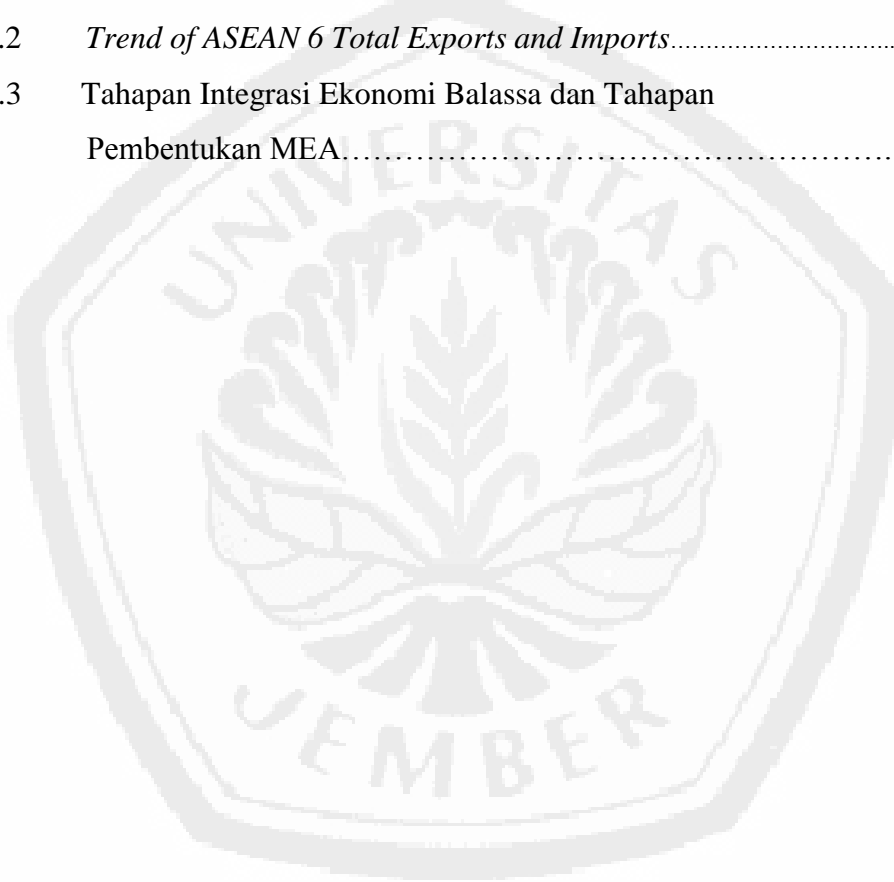 .2 Trend of ASEAN 6 Total Exports and Imports..............................
.3 Tahapan Integrasi Ekonomi Balassa dan Tahapan
Pembentukan MEA……………………………………………
UNIVERSITAS
JEMBER